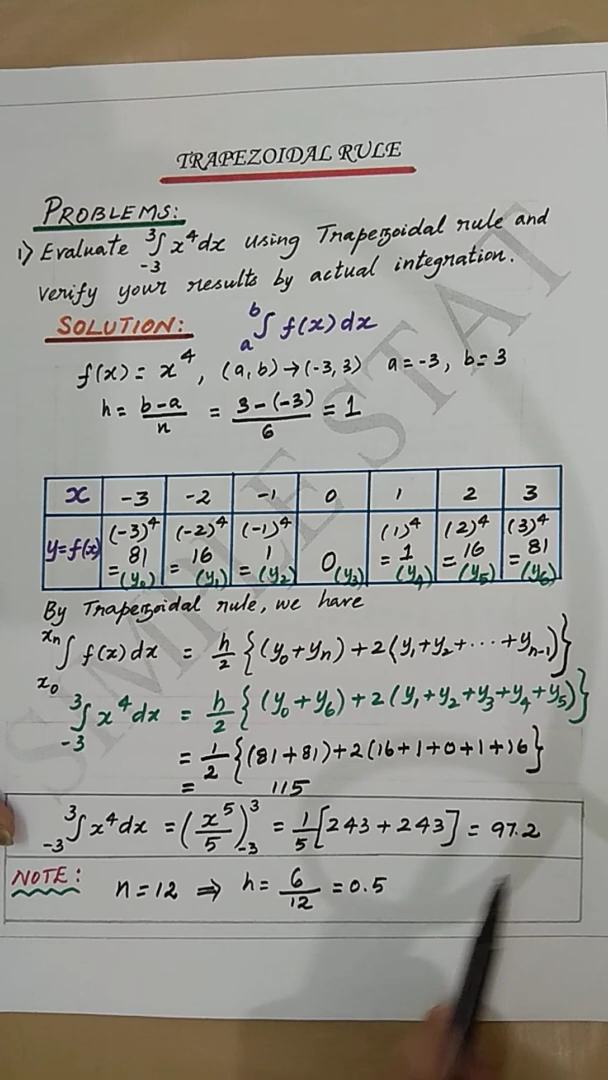 TRAPEZOIDAL RULE
PROBLEMS:
1) Evaluate ₋₃∫³ x⁴dx using Trapezoidal rule and
verify your results by actual integration.
SOLUTION: ₐ∫ᵇ f(x)dx
f(x) = x⁴, (a,b)→(-3,3) a=-3, b=3
h = (b-a)/n = (3-(-3))/6 = 1
x -3 -2 -1 0 1 2 3
y=f(x) (-3)⁴ (-2)⁴ (-1)⁴ (1)⁴ (2)⁴ (3)⁴
81 16 1 0 = 1 = 16 = 81
= (y₀) = (y₁) = (y₂) (y₃) (y₄) (y₅) (y₆)
By Trapezoidal rule, we have
x₀∫xₙ f(x)dx = h/2 {(y₀+yₙ)+2(y₁+y₂+...+yₙ₋₁)}
₋₃∫³ x⁴dx = h/2 {(y₀+y₆)+2(y₁+y₂+y₃+y₄+y₅)}
= 1/2 {(81+81)+2(16+1+0+1+16}
= 115
₋₃∫³ x⁴dx = (x⁵/5)₋₃³ = 1/5 [243+243] = 97.2
NOTE: n=12 ⇒ h = 6/12 = 0.5
SIMPLE STAT